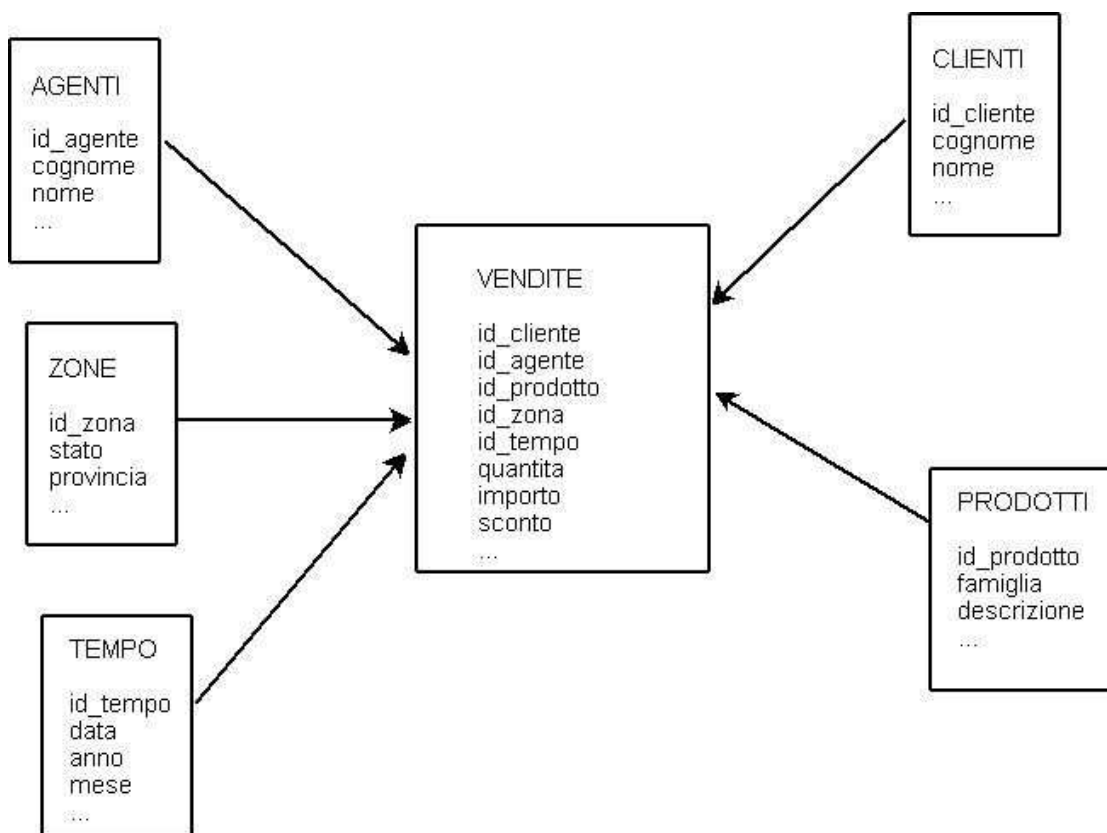 AGENTI
id_agente
cognome
nome
...
ZONE
id_zona
stato
provincia
...
TEMPO
id_tempo
data
anno
mese
...
VENDITE
id_cliente
id_agente
id_prodotto
id_zona
id_tempo
quantita
importo
sconto
...
CLIENTI
id_cliente
cognome
nome
...
PRODOTTI
id_prodotto
famiglia
descrizione
...